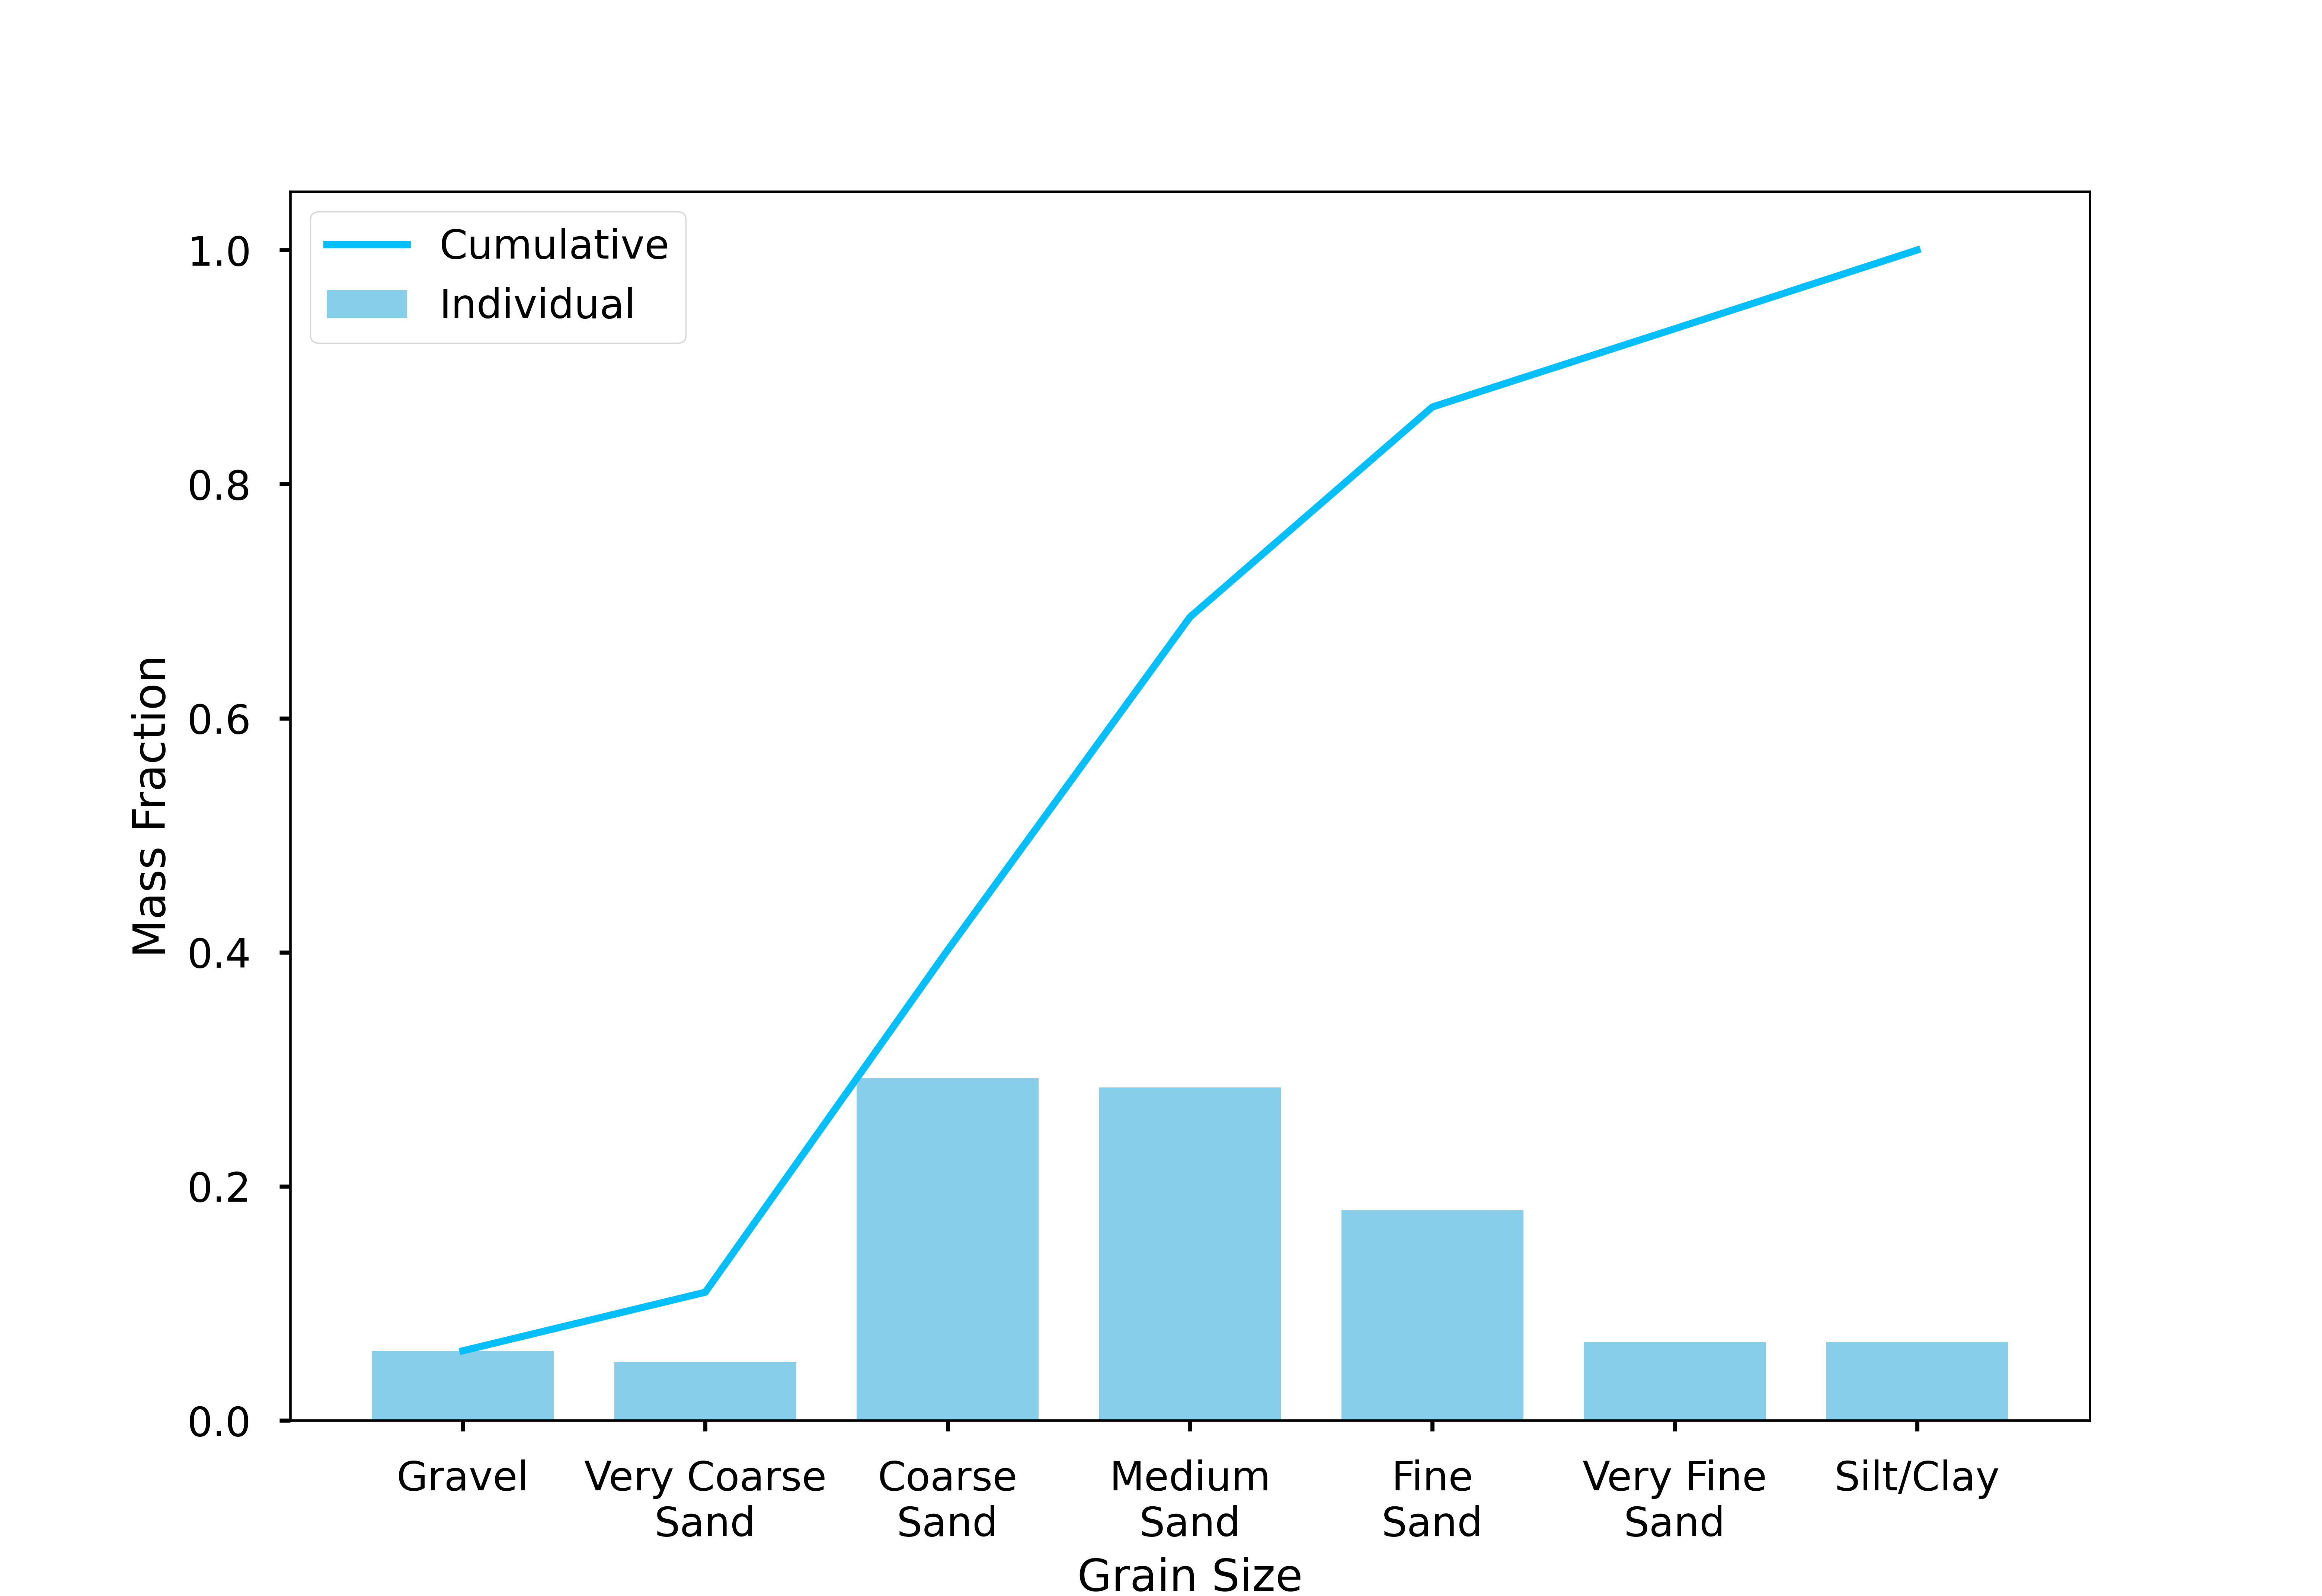 Cumulative
Individual
1.0
0.8
0.6
0.4
0.2
0.0
Mass Fraction
Gravel
Very Coarse
Sand
Coarse
Sand
Medium
Sand
Fine
Sand
Very Fine
Sand
Silt/Clay
Grain Size